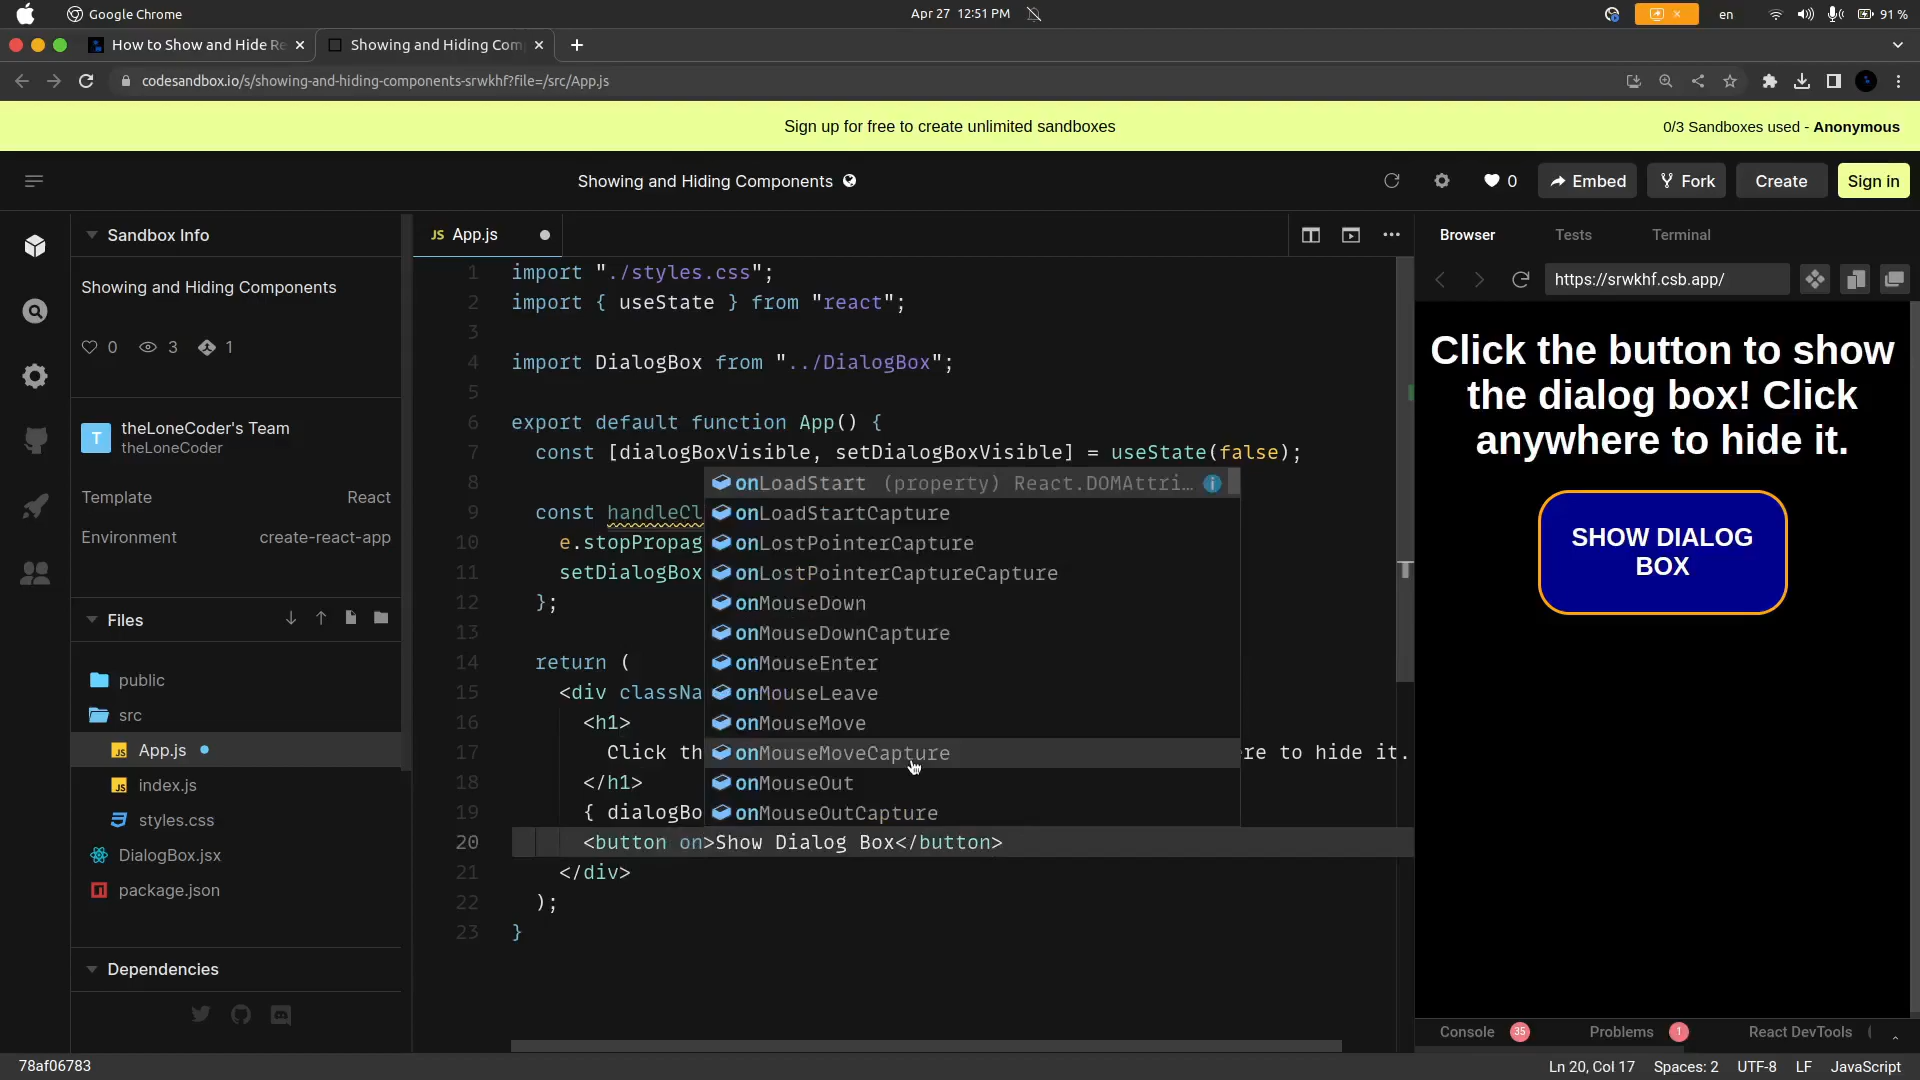 Google Chrome
Apr 27 12:51 PM
en
91 %
How to Show and Hide Re
Showing and Hiding Com
codesandbox.io/s/showing-and-hiding-components-srwkhf?file=/src/App.js
Sign up for free to create unlimited sandboxes
0/3 Sandboxes used - Anonymous
Showing and Hiding Components
0
Embed
Fork
Create
Sign in
Sandbox Info
Showing and Hiding Components
0
3
1
T
theLoneCoder's Team
theLoneCoder
Template
React
Environment
create-react-app
Files
public
src
JS App.js
JS index.js
styles.css
DialogBox.jsx
package.json
Dependencies
JS App.js
1 import "./styles.css";
2 import { useState } from "react";
3
4 import DialogBox from "../DialogBox";
5
6 export default function App() {
7 const [dialogBoxVisible, setDialogBoxVisible] = useState(false);
8
9 const handleCl
10 e.stopPropag
11 setDialogBox
12 };
13
14 return (
15 <div classNa
16 <h1>
17 Click th re to hide it.
18 </h1>
19 { dialogBo
20 <button on>Show Dialog Box</button>
21 </div>
22 );
23 }
onLoadStart (property) React.DOMAttri…
onLoadStartCapture
onLostPointerCapture
onLostPointerCaptureCapture
onMouseDown
onMouseDownCapture
onMouseEnter
onMouseLeave
onMouseMove
onMouseMoveCapture
onMouseOut
onMouseOutCapture
Browser
Tests
Terminal
https://srwkhf.csb.app/
Click the button to show
the dialog box! Click
anywhere to hide it.
SHOW DIALOG
BOX
Console 35
Problems 1
React DevTools
78af06783
Ln 20, Col 17
Spaces: 2
UTF-8
LF
JavaScript